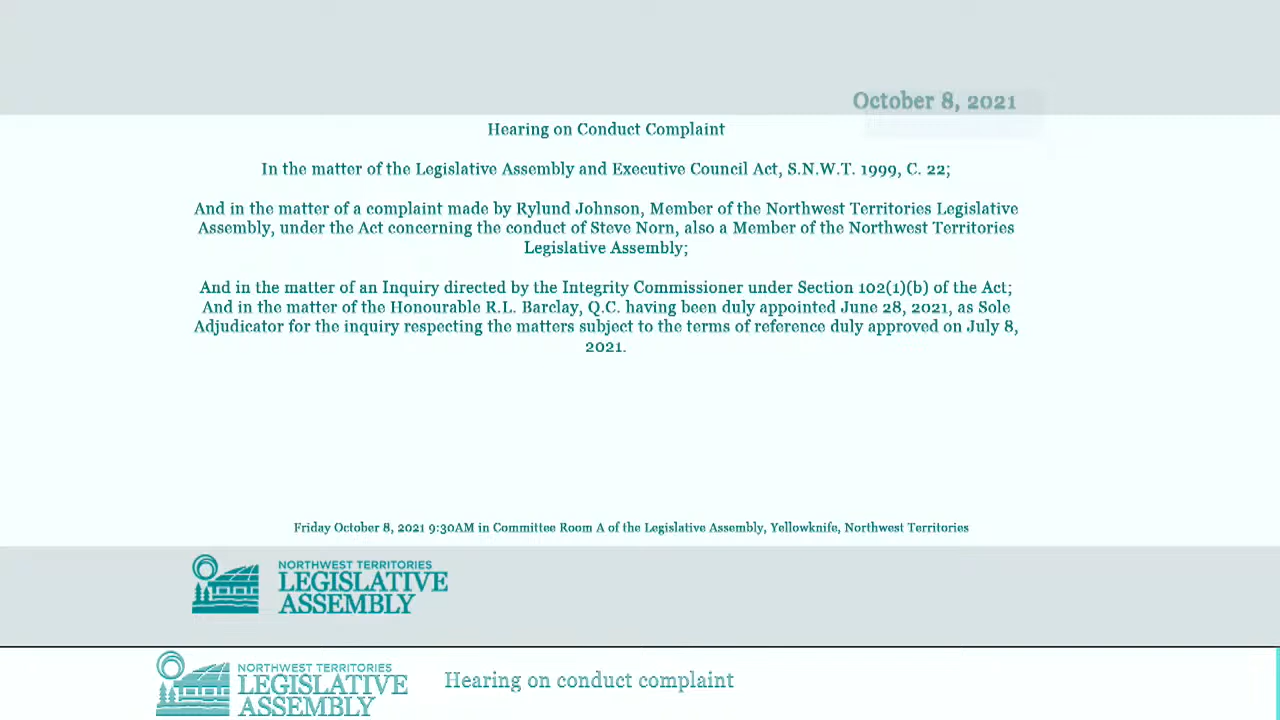 October 8, 2021
Hearing on Conduct Complaint
In the matter of the Legislative Assembly and Executive Council Act, S.N.W.T. 1999, C. 22;
And in the matter of a complaint made by Rylund Johnson, Member of the Northwest Territories Legislative
Assembly, under the Act concerning the conduct of Steve Norn, also a Member of the Northwest Territories
Legislative Assembly;
And in the matter of an Inquiry directed by the Integrity Commissioner under Section 102(1)(b) of the Act;
And in the matter of the Honourable R.L. Barclay, Q.C. having been duly appointed June 28, 2021, as Sole
Adjudicator for the inquiry respecting the matters subject to the terms of reference duly approved on July 8,
2021.
Friday October 8, 2021 9:30AM in Committee Room A of the Legislative Assembly, Yellowknife, Northwest Territories
NORTHWEST TERRITORIES
LEGISLATIVE
ASSEMBLY
NORTHWEST TERRITORIES
LEGISLATIVE
ASSEMBLY
Hearing on conduct complaint